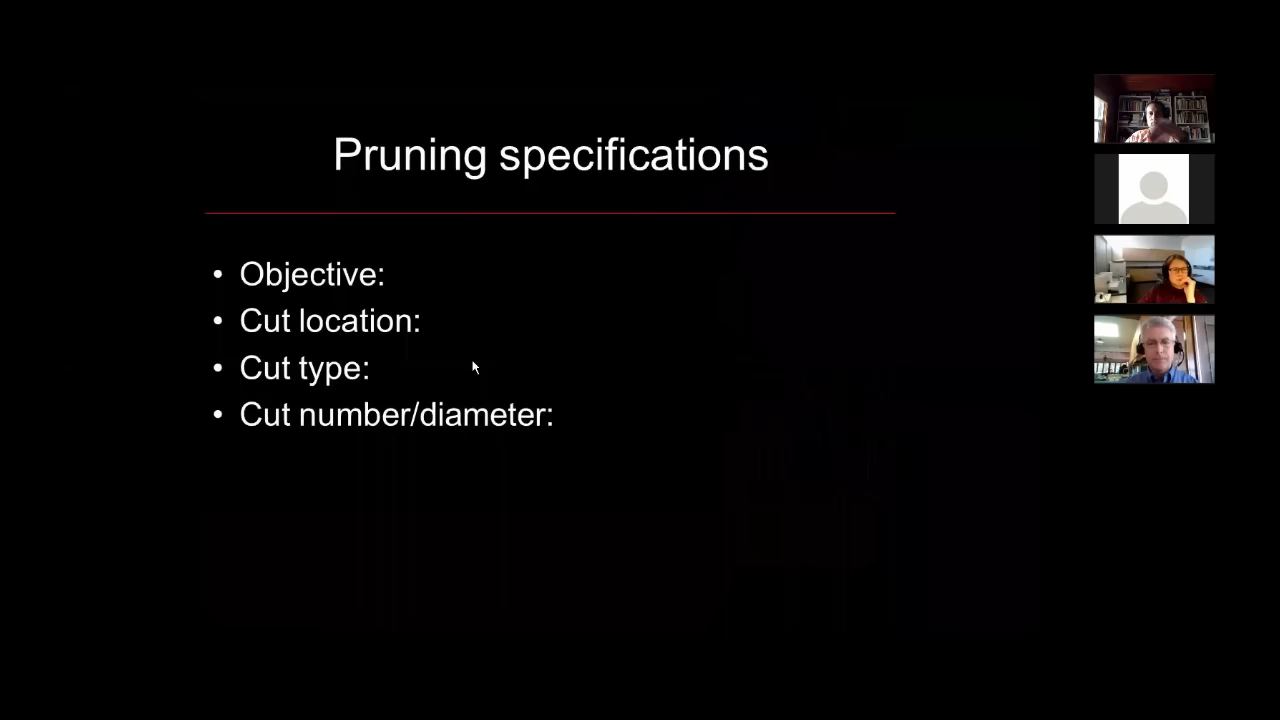 Pruning specifications
• Objective:
• Cut location:
• Cut type:
• Cut number/diameter: